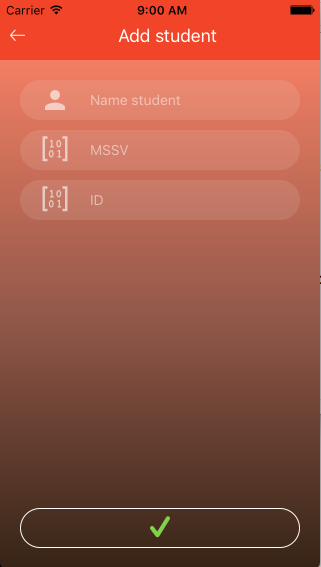 Carrier 9:00 AM
Add student
Name student
10
01
MSSV
10
01
ID